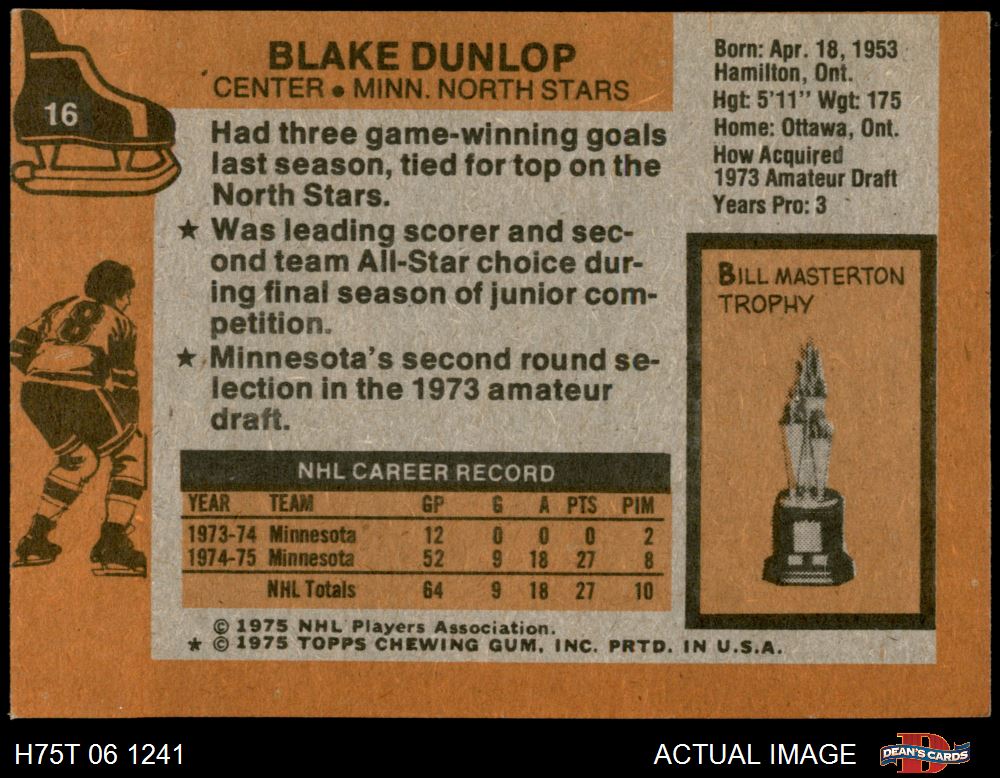 16
BLAKE DUNLOP
CENTER • MINN. NORTH STARS
Had three game-winning goals
last season, tied for top on the
North Stars.
★ Was leading scorer and sec-
ond team All-Star choice dur-
ing final season of junior com-
petition.
★ Minnesota's second round se-
lection in the 1973 amateur
draft.
Born: Apr. 18, 1953
Hamilton, Ont.
Hgt: 5'11'' Wgt: 175
Home: Ottawa, Ont.
How Acquired
1973 Amateur Draft
Years Pro: 3
8
BILL MASTERTON
TROPHY
NHL CAREER RECORD
YEAR TEAM GP G A PTS PIM
1973-74 Minnesota 12 0 0 0 2
1974-75 Minnesota 52 9 18 27 8
NHL Totals 64 9 18 27 10
© 1975 NHL Players Association.
★ © 1975 TOPPS CHEWING GUM, INC. PRTD. IN U.S.A.
H75T 06 1241
ACTUAL IMAGE
D
DEAN'S CARDS